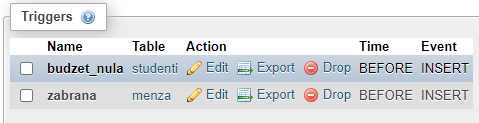 Triggers
Name Table Action Time Event
budzet_nula studenti Edit Export Drop BEFORE INSERT
zabrana menza Edit Export Drop BEFORE INSERT